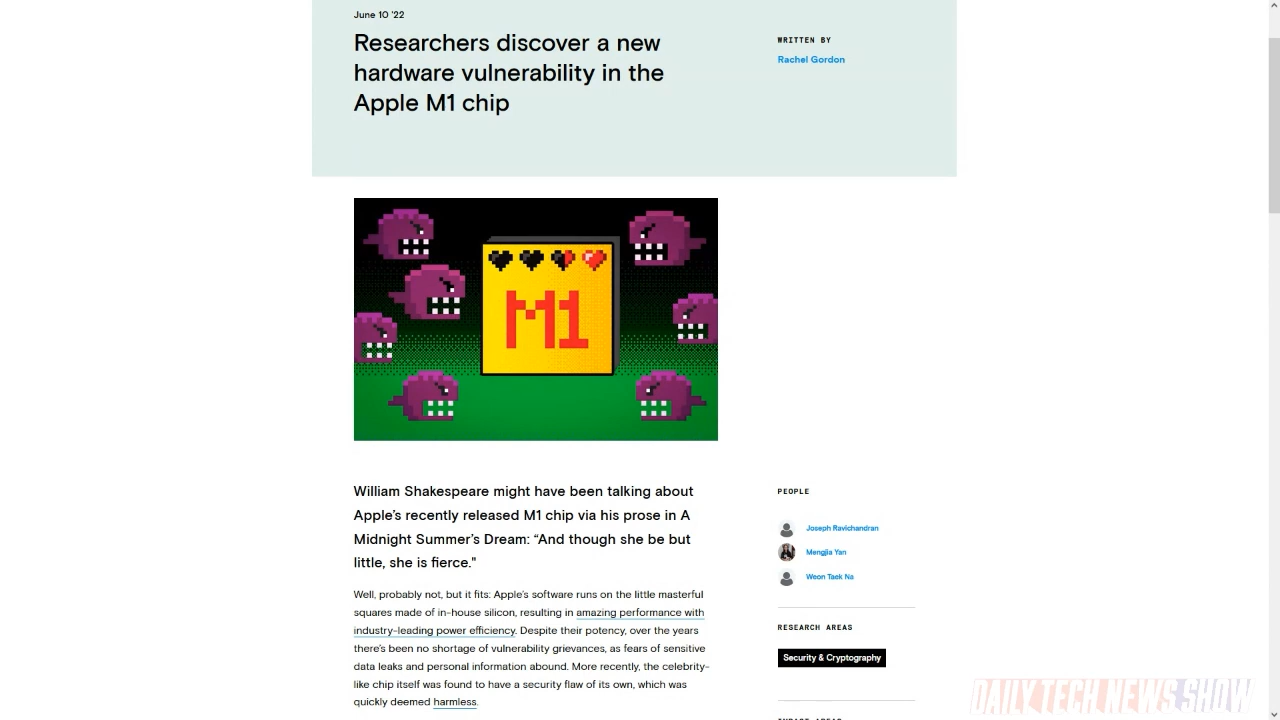 June 10 '22
Researchers discover a new
hardware vulnerability in the
Apple M1 chip
WRITTEN BY
Rachel Gordon
M1
William Shakespeare might have been talking about
Apple’s recently released M1 chip via his prose in A
Midnight Summer’s Dream: “And though she be but
little, she is fierce."
Well, probably not, but it fits: Apple’s software runs on the little masterful
squares made of in-house silicon, resulting in amazing performance with
industry-leading power efficiency. Despite their potency, over the years
there’s been no shortage of vulnerability grievances, as fears of sensitive
data leaks and personal information abound. More recently, the celebrity-
like chip itself was found to have a security flaw of its own, which was
quickly deemed harmless.
PEOPLE
Joseph Ravichandran
Mengjia Yan
Weon Taek Na
RESEARCH AREAS
Security & Cryptography
IMPACT AREAS
DAILY TECH NEWS SHOW